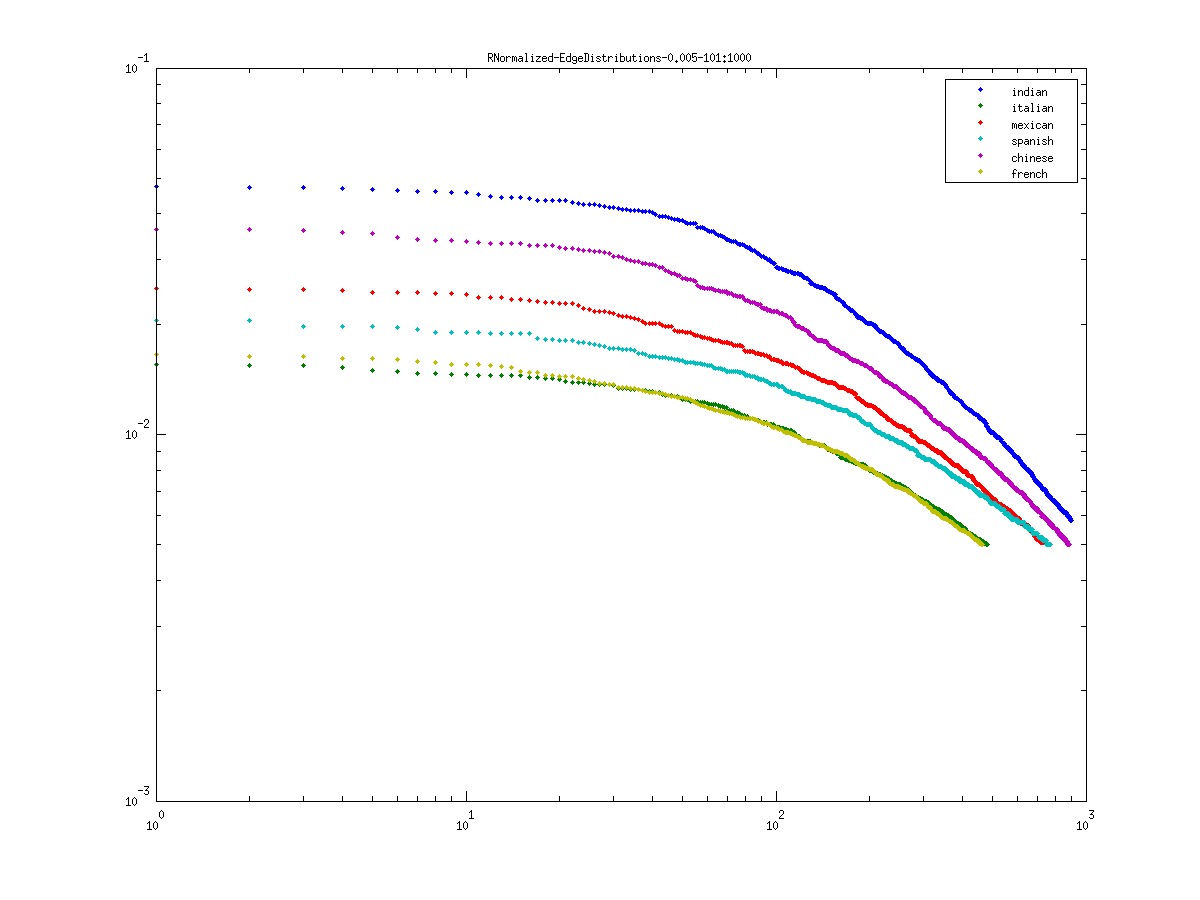 RNormalized-EdgeDistributions-0.005-101:1000
10^-1
indian
italian
mexican
spanish
chinese
french
10^-2
10^-3
10^0 10^1 10^2 10^3